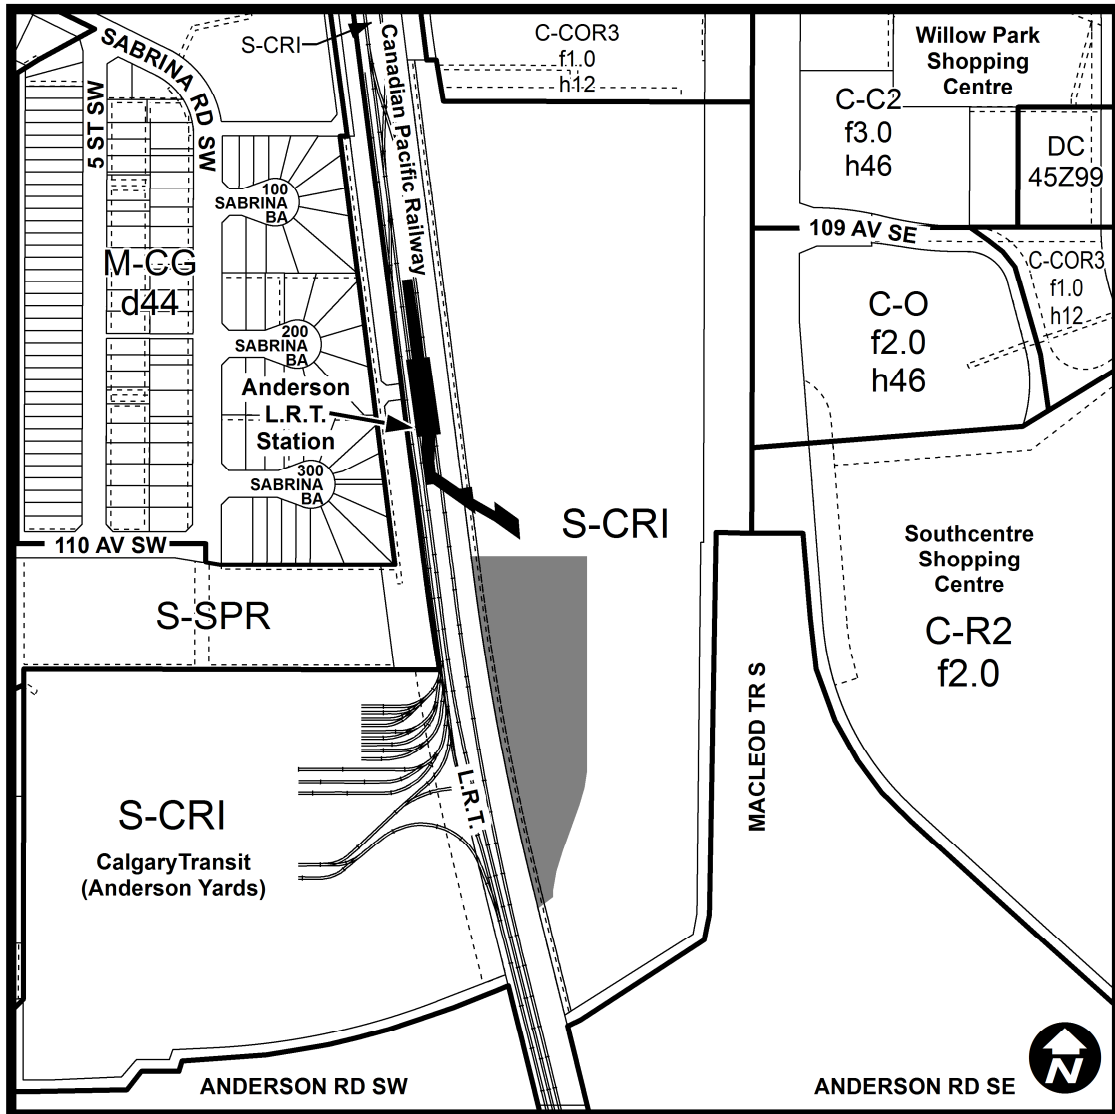 S-CRI
Canadian Pacific Railway
C-COR3
f1.0
h12
Willow Park
Shopping
Centre
SABRINA RD SW
5 ST SW
C-C2
f3.0
h46
DC
45Z99
100
SABRINA
BA
109 AV SE
M-CG
d44
C-COR3
f1.0
h12
C-O
f2.0
h46
200
SABRINA
BA
Anderson
L.R.T.
Station
300
SABRINA
BA
S-CRI
110 AV SW
Southcentre
Shopping
Centre
C-R2
f2.0
S-SPR
MACLEOD TR S
L.R.T.
S-CRI
CalgaryTransit
(Anderson Yards)
N
ANDERSON RD SW
ANDERSON RD SE